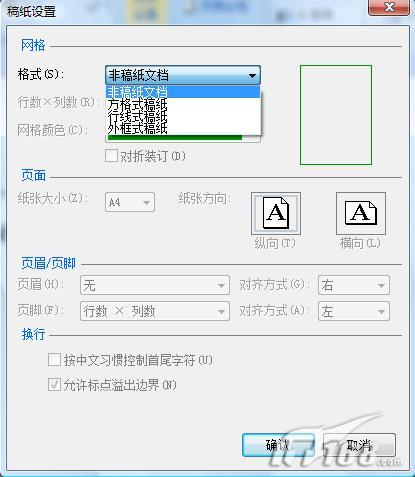 稿纸设置
网格
格式(S): 非稿纸文档
非稿纸文档
方格式稿纸
行线式稿纸
外框式稿纸
行数×列数(R):
网格颜色(C):
对折装订(D)
页面
纸张大小(Z): A4 纸张方向:
纵向(T) 横向(L)
页眉/页脚
页眉(H): 无 对齐方式(G): 右
页脚(F): 行数 × 列数 对齐方式(A): 左
换行
按中文习惯控制首尾字符(U)
允许标点溢出边界(N)
确认 取消
.com